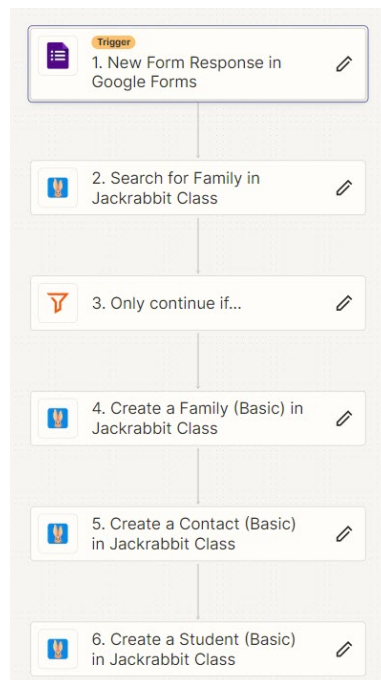 Trigger
1. New Form Response in
Google Forms
2. Search for Family in
Jackrabbit Class
3. Only continue if...
4. Create a Family (Basic) in
Jackrabbit Class
5. Create a Contact (Basic)
in Jackrabbit Class
6. Create a Student (Basic)
in Jackrabbit Class